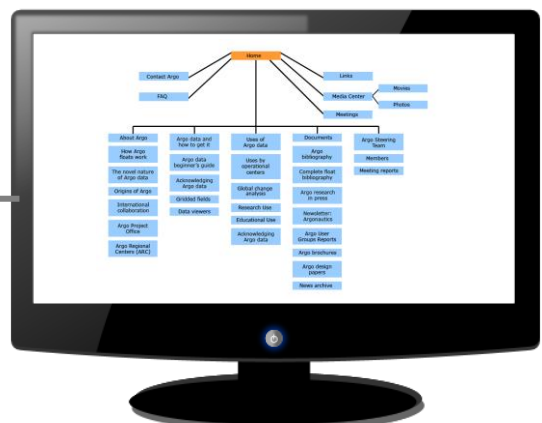 Home
Contact Argo
FAQ
Links
Media Center
Movies
Photos
Meetings
About Argo
How Argo
floats work
The novel nature
of Argo data
Origins of Argo
International
collaboration
Argo Project
Office
Argo Regional
Centers (ARC)
Argo data and
how to get it
Argo data
beginner's guide
Acknowledging
Argo data
Gridded fields
Data viewers
Uses of
Argo data
Uses by
operational
centers
Global change
analysis
Research Use
Educational Use
Acknowledging
Argo data
Documents
Argo
bibliography
Complete float
bibliography
Argo research
in press
Newsletter:
Argonautics
Argo User
Groups Reports
Argo brochures
Argo design
papers
News archive
Argo Steering
Team
Members
Meeting reports